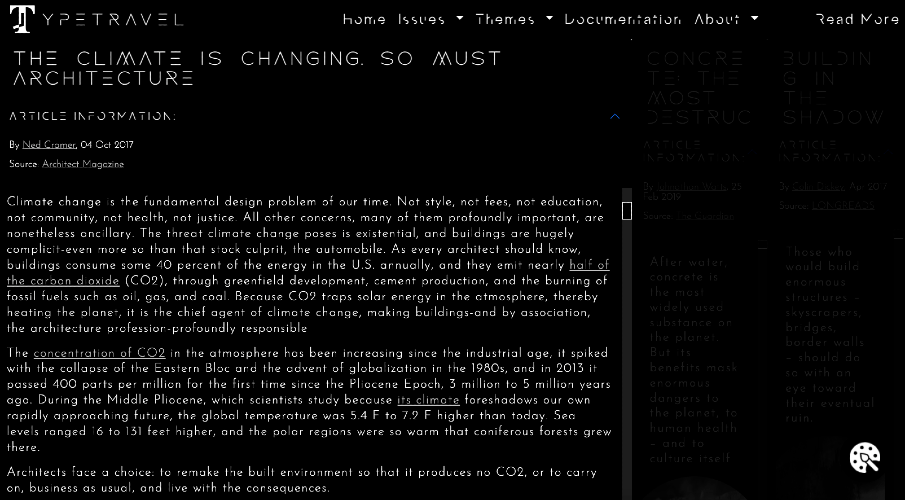 TYPETRAVEL
Home Issues Themes Documentation About Read More
THE CLIMATE IS CHANGING. SO MUST
ARCHITECTURE
ARTICLE INFORMATION:
By Ned Cramer, 04 Oct 2017
Source: Architect Magazine
Climate change is the fundamental design problem of our time. Not style, not fees, not education,
not community, not health, not justice. All other concerns, many of them profoundly important, are
nonetheless ancillary. The threat climate change poses is existential, and buildings are hugely
complicit-even more so than that stock culprit, the automobile. As every architect should know,
buildings consume some 40 percent of the energy in the U.S. annually, and they emit nearly half of
the carbon dioxide (CO2), through greenfield development, cement production, and the burning of
fossil fuels such as oil, gas, and coal. Because CO2 traps solar energy in the atmosphere, thereby
heating the planet, it is the chief agent of climate change, making buildings-and by association,
the architecture profession-profoundly responsible
The concentration of CO2 in the atmosphere has been increasing since the industrial age, it spiked
with the collapse of the Eastern Bloc and the advent of globalization in the 1980s, and in 2013 it
passed 400 parts per million for the first time since the Pliocene Epoch, 3 million to 5 million years
ago. During the Middle Pliocene, which scientists study because its climate foreshadows our own
rapidly approaching future, the global temperature was 5.4 F to 7.2 F higher than today. Sea
levels ranged 16 to 131 feet higher, and the polar regions were so warm that coniferous forests grew
there.
Architects face a choice: to remake the built environment so that it produces no CO2, or to carry
on, business as usual, and live with the consequences.
CONCRE
TE: THE
MOST
DESTRUC
ARTICLE
INFORMATION:
Feb 2019
Source: The Guardian
After water,
concrete is
the most
widely used
substance on
the planet.
But its
benefits mask
enormous
dangers to
the planet, to
human health
– and to
culture itself
BUILDIN
G IN
THE
SHADOW
ARTICLE
INFORMATION:
Those who
would build
enormous
structures –
skyscrapers,
bridges,
border walls
– should do
so with an
eye toward
their eventual
ruin.